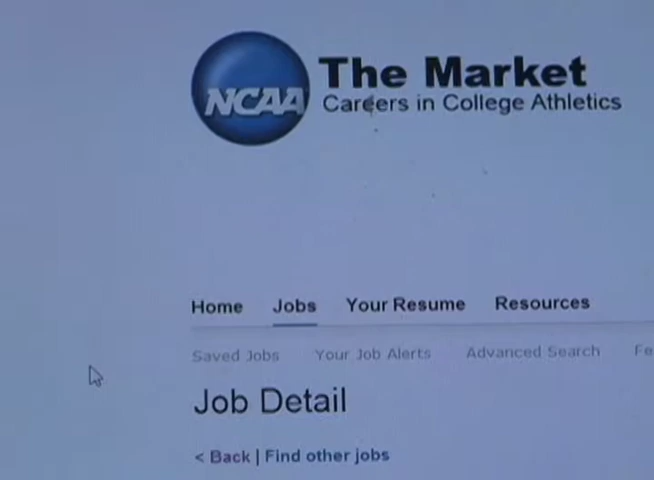 NCAA
The Market
Careers in College Athletics
Home Jobs Your Resume Resources
Saved Jobs Your Job Alerts Advanced Search
Job Detail
< Back | Find other jobs